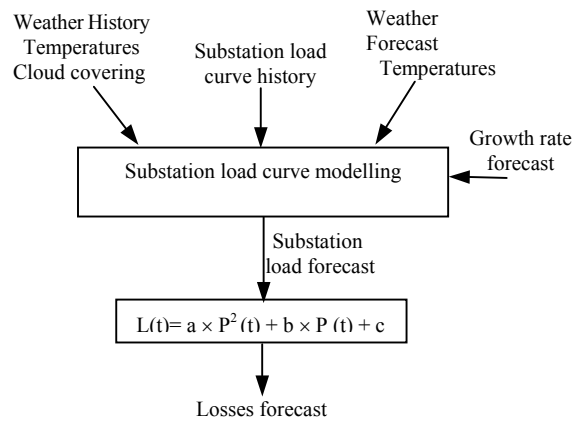 Weather History
Temperatures
Cloud covering
Substation load
curve history
Weather
Forecast
Temperatures
Growth rate
forecast
Substation load curve modelling
Substation
load forecast
L(t)= a × P² (t) + b × P (t) + c
Losses forecast